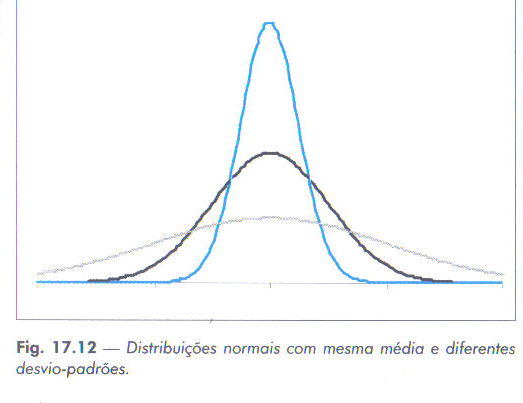 Fig. 17.12 — Distribuições normais com mesma média e diferentes
desvio-padrões.